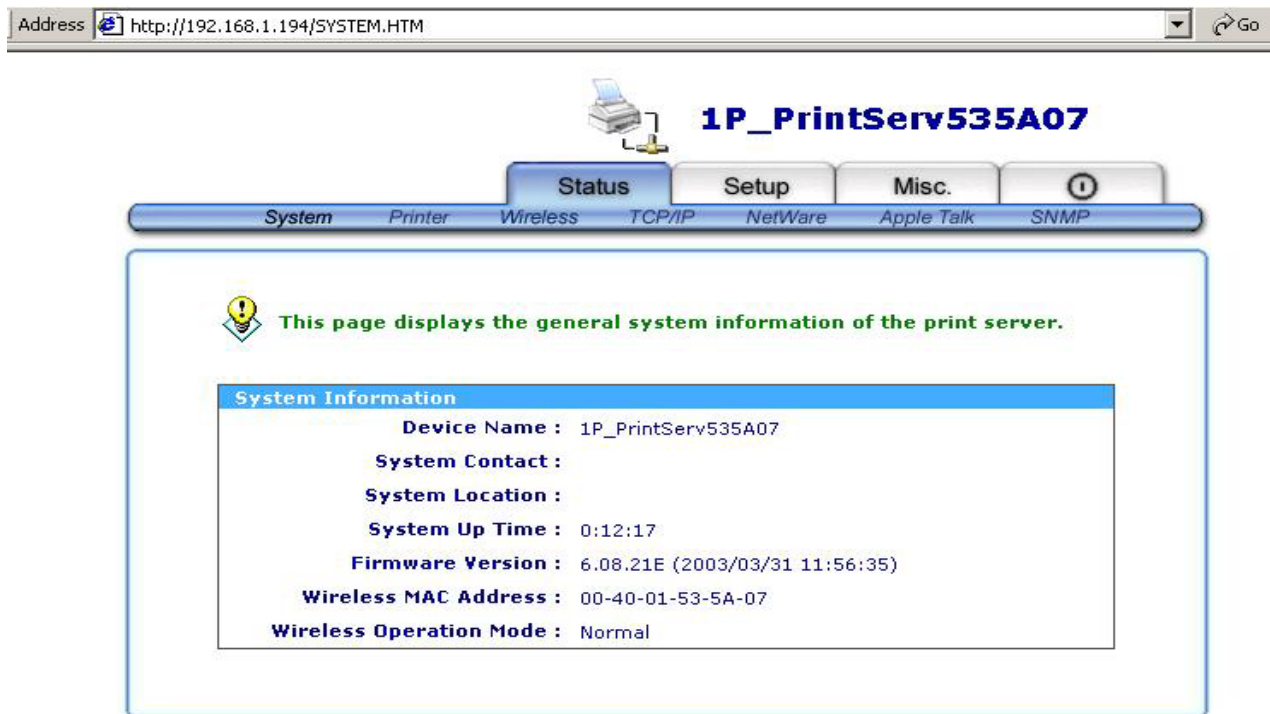 Address http://192.168.1.194/SYSTEM.HTM Go
1P_PrintServ535A07
Status Setup Misc.
System Printer Wireless TCP/IP NetWare Apple Talk SNMP
This page displays the general system information of the print server.
System Information
Device Name : 1P_PrintServ535A07
System Contact :
System Location :
System Up Time : 0:12:17
Firmware Version : 6.08.21E (2003/03/31 11:56:35)
Wireless MAC Address : 00-40-01-53-5A-07
Wireless Operation Mode : Normal